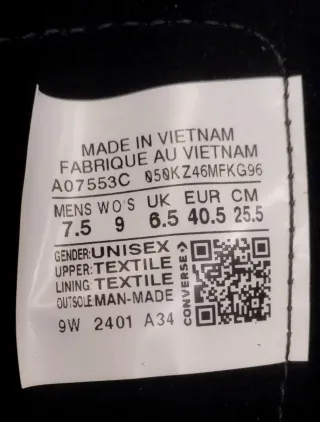 MADE IN VIETNAM
FABRIQUE AU VIETNAM
A07553C 050KZ46MFKG96
MENS WO'S UK EUR CM
7.5 9 6.5 40.5 25.5
GENDER:UNISEX
UPPER:TEXTILE
LINING:TEXTILE
OUTSOLE:MAN-MADE
CONVERSE
9W 2401 A34